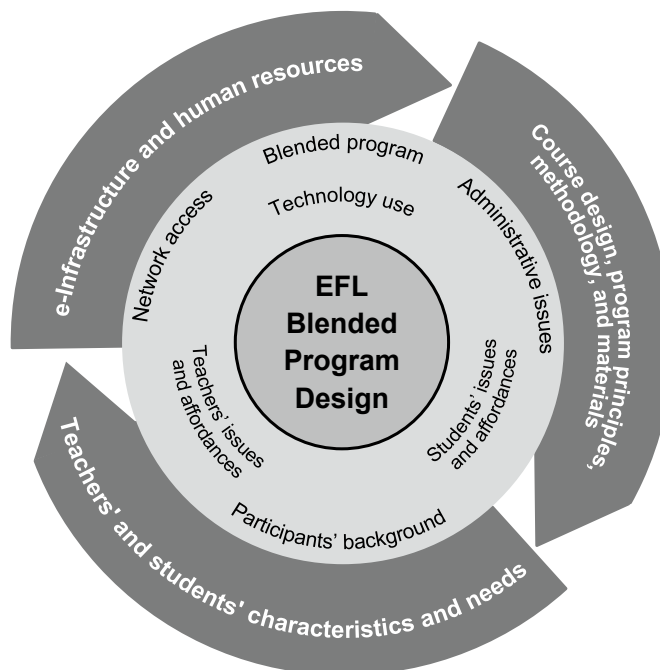 e-Infrastructure and human resources
Course design, program principles,
methodology, and materials
Blended program
Technology use
Network access
Administrative issues
EFL
Blended
Program
Design
Teachers' issues
and affordances
Students' issues
and affordances
Participants' background
Teachers' and students' characteristics and needs